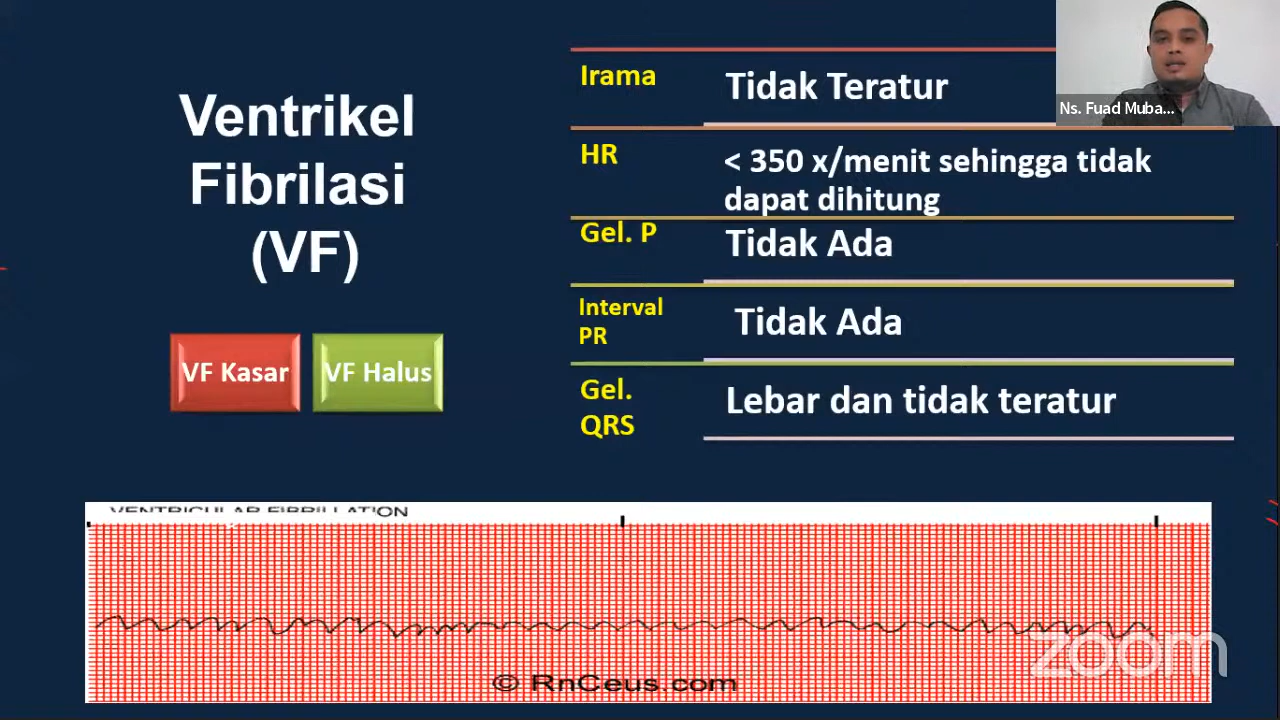 Ventrikel
Fibrilasi
(VF)
VF Kasar
VF Halus
Irama
Tidak Teratur
HR
< 350 x/menit sehingga tidak
dapat dihitung
Gel. P
Tidak Ada
Interval
PR
Tidak Ada
Gel.
QRS
Lebar dan tidak teratur
Ns. Fuad Muba...
VENTRICULAR FIBRILLATION
© RnCeus.com
zoom